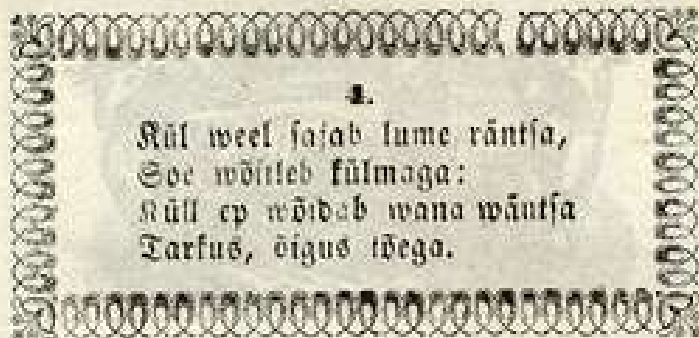 4.
Kül weel sajab lume räntsa,
Soe wõitleb külmaga:
Küll ep wõidab wana wäntsa
Tarkus, õigus tõega.